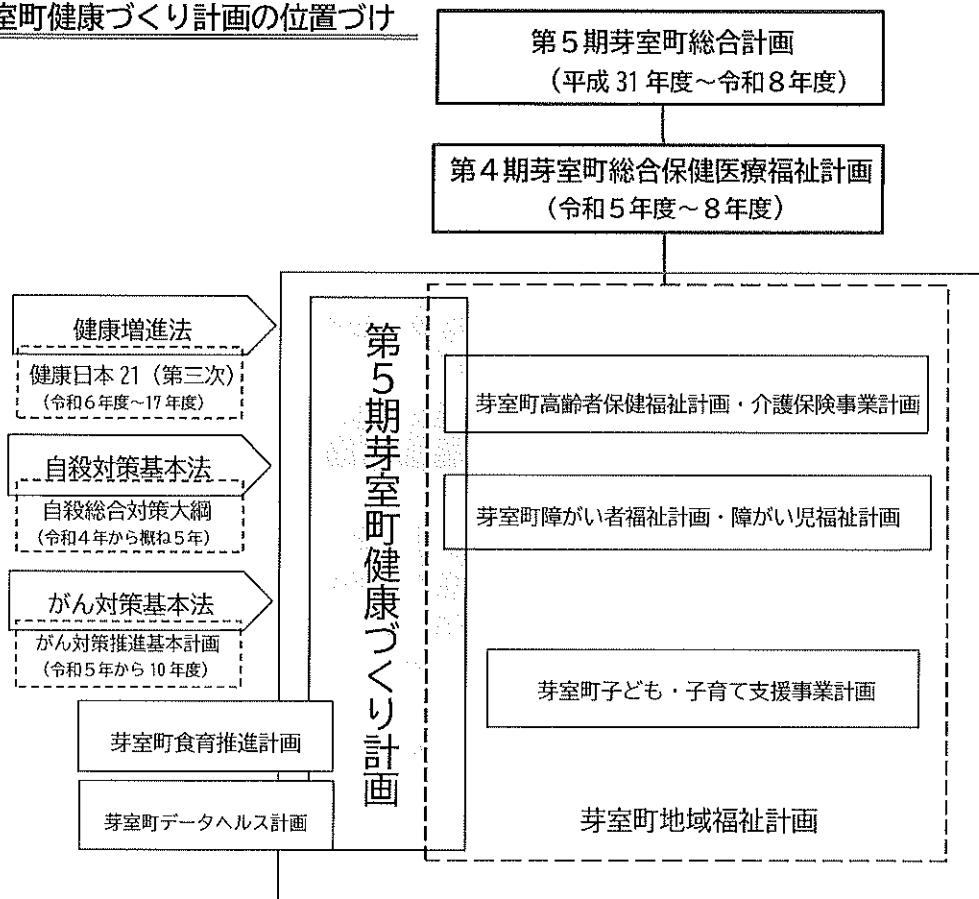 室町健康づくり計画の位置づけ
第5期芽室町総合計画
（平成31年度～令和8年度）
第4期芽室町総合保健医療福祉計画
（令和5年度～8年度）
健康増進法
健康日本21（第三次）
（令和6年度～17年度）
自殺対策基本法
自殺総合対策大綱
（令和4年から概ね5年）
がん対策基本法
がん対策推進基本計画
（令和5年から10年度）
芽室町食育推進計画
芽室町データヘルス計画
第5期芽室町健康づくり計画
芽室町高齢者保健福祉計画・介護保険事業計画
芽室町障がい者福祉計画・障がい児福祉計画
芽室町子ども・子育て支援事業計画
芽室町地域福祉計画